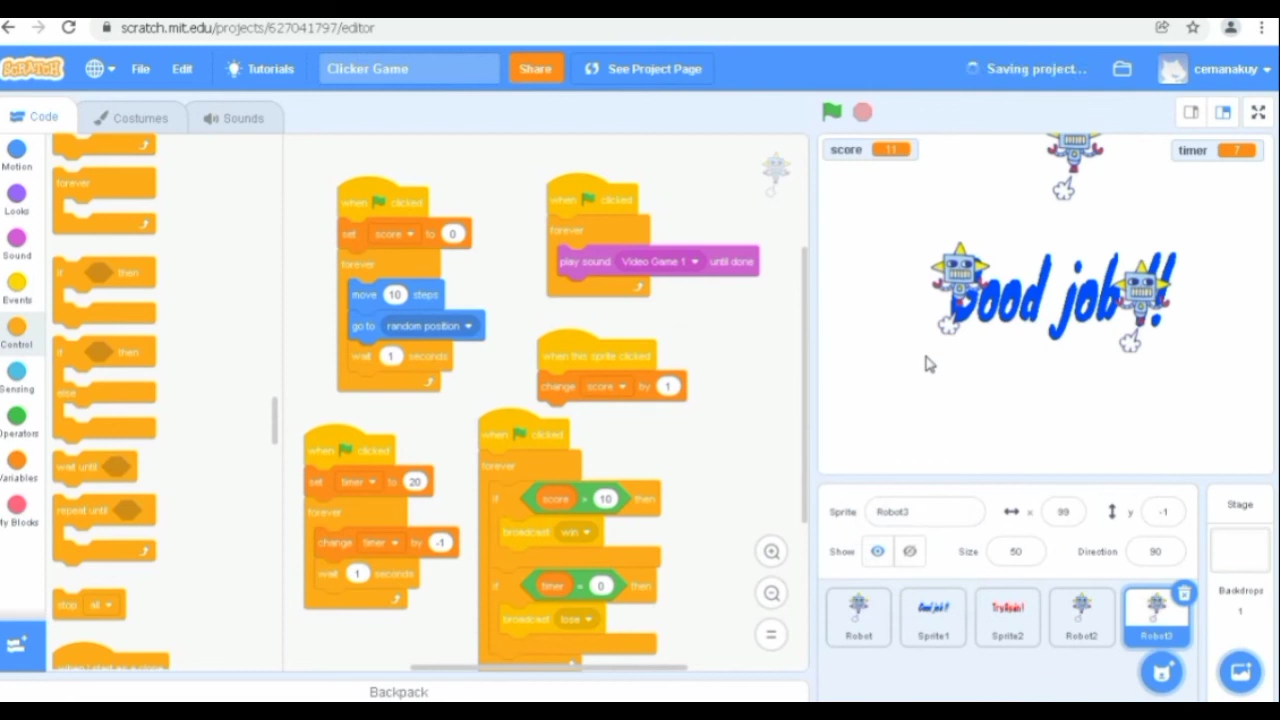 scratch.mit.edu/projects/627041797/editor
SCRATCH File Edit Tutorials Clicker Game Share See Project Page Saving project... cemanakuy
Code Costumes Sounds
Motion
Looks
Sound
Events
Control
Sensing
Operators
Variables
My Blocks
forever
if then
if then
else
wait until
repeat until
stop all
when I start as a clone
when clicked
set score to 0
forever
move 10 steps
go to random position
wait 1 seconds
when clicked
forever
play sound Video Game 1 until done
when this sprite clicked
change score by 1
when clicked
set timer to 20
forever
change timer by -1
wait 1 seconds
when clicked
forever
if score > 10 then
broadcast win
if timer = 0 then
broadcast lose
Backpack
score 11
timer 7
Good job!!
Sprite Robot3 x 99 y -1
Show Size 50 Direction 90
Good job!!
Robot Sprite1 Sprite2 Robot2 Robot3
Stage
Backdrops
1